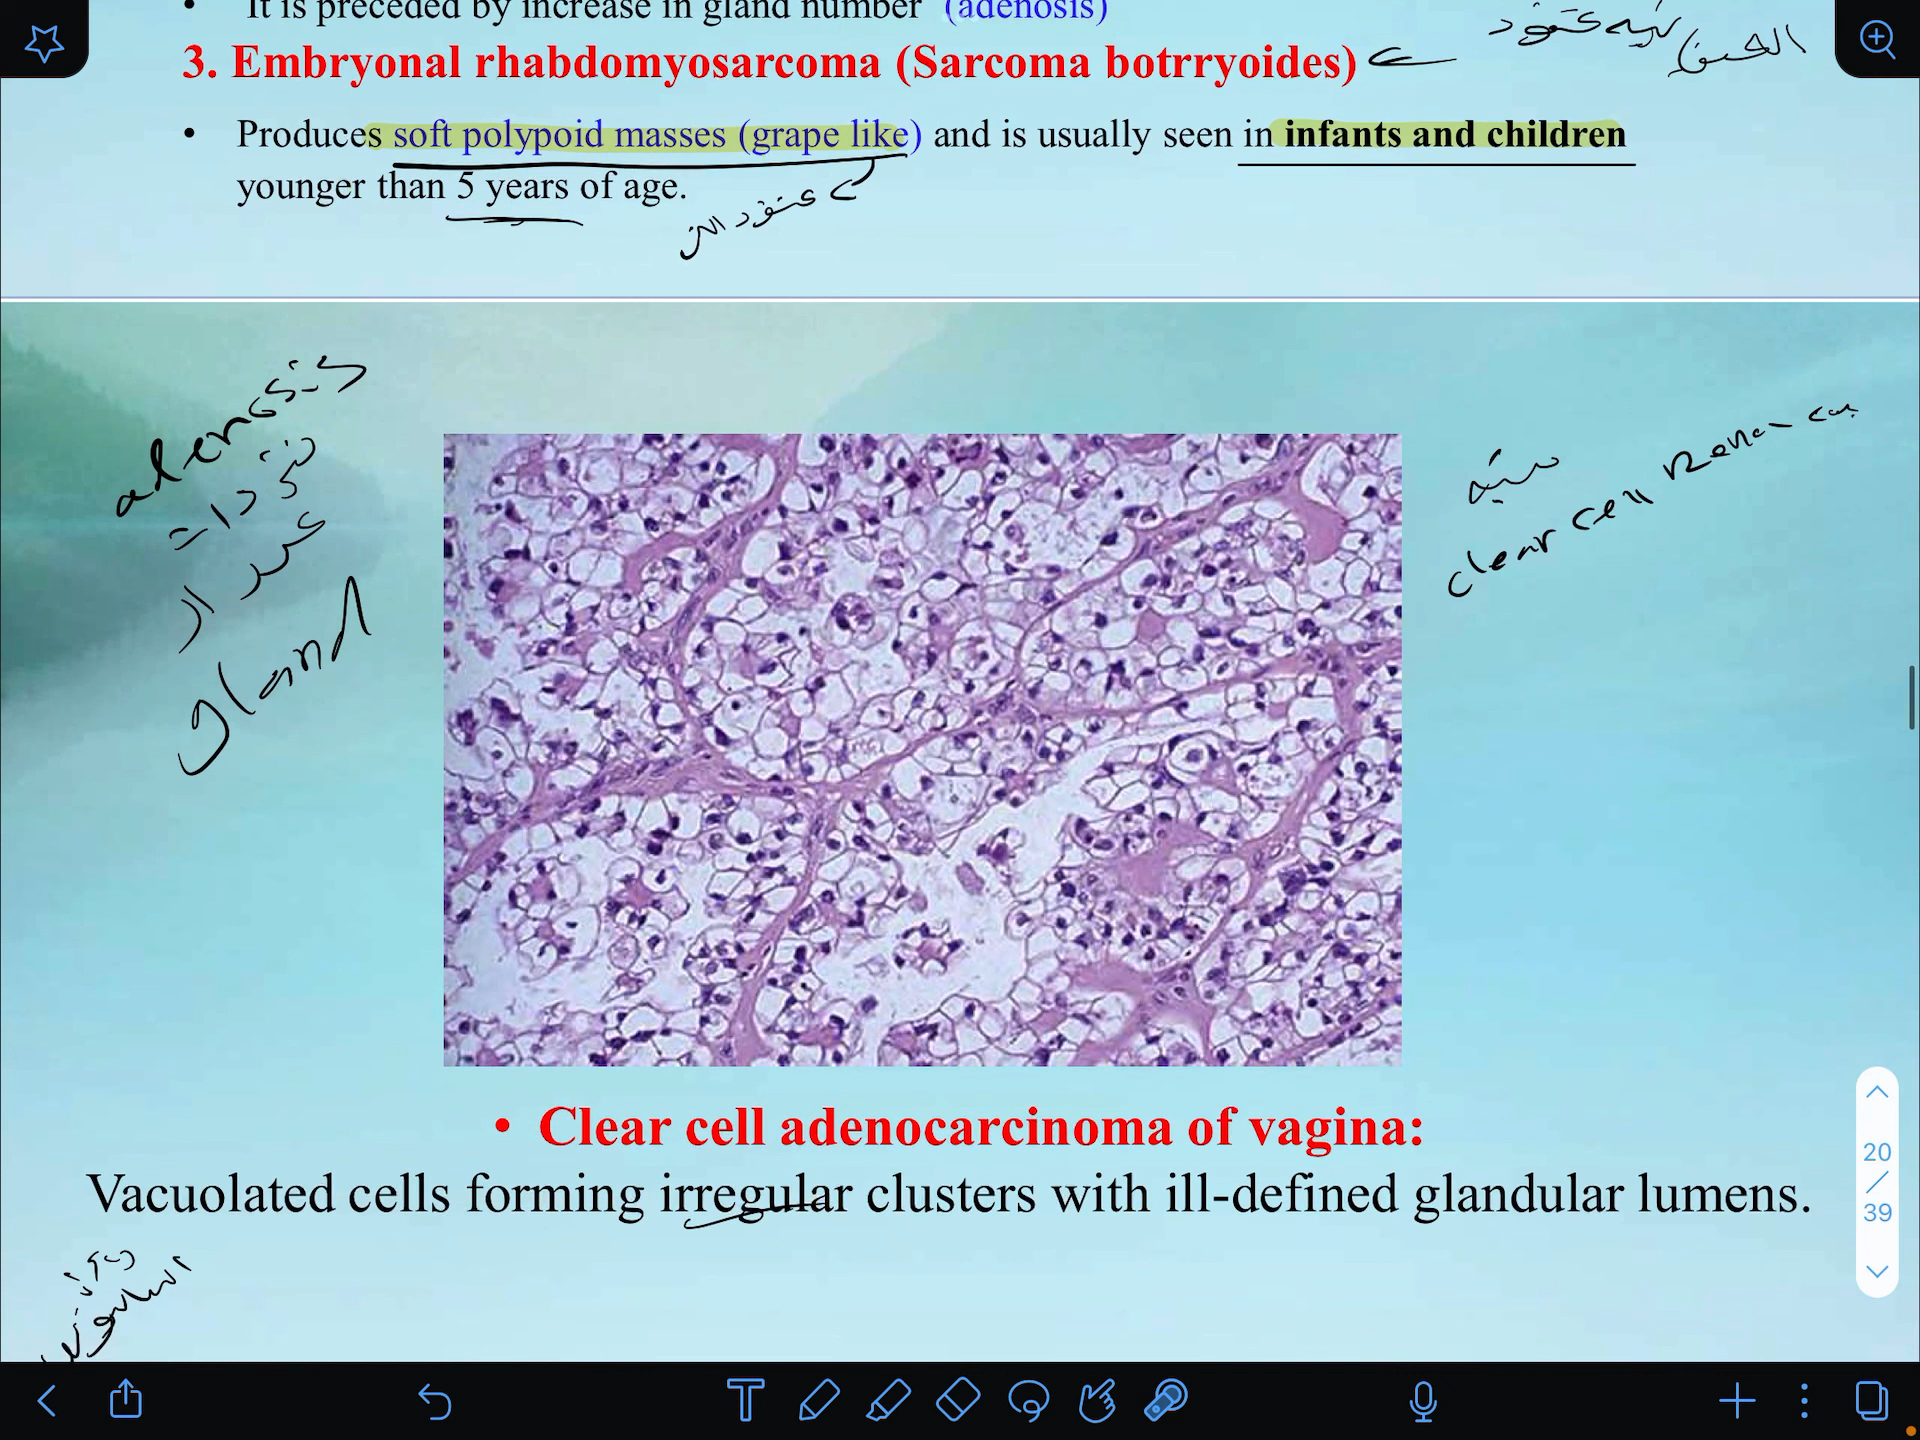 • It is preceded by increase in gland number (adenosis)
3. Embryonal rhabdomyosarcoma (Sarcoma botrryoides)
• Produces soft polypoid masses (grape like) and is usually seen in infants and children
younger than 5 years of age.
adenosis
عدد ال
gland
clear cell Renal
• Clear cell adenocarcinoma of vagina:
Vacuolated cells forming irregular clusters with ill-defined glandular lumens.
20
/
39
T